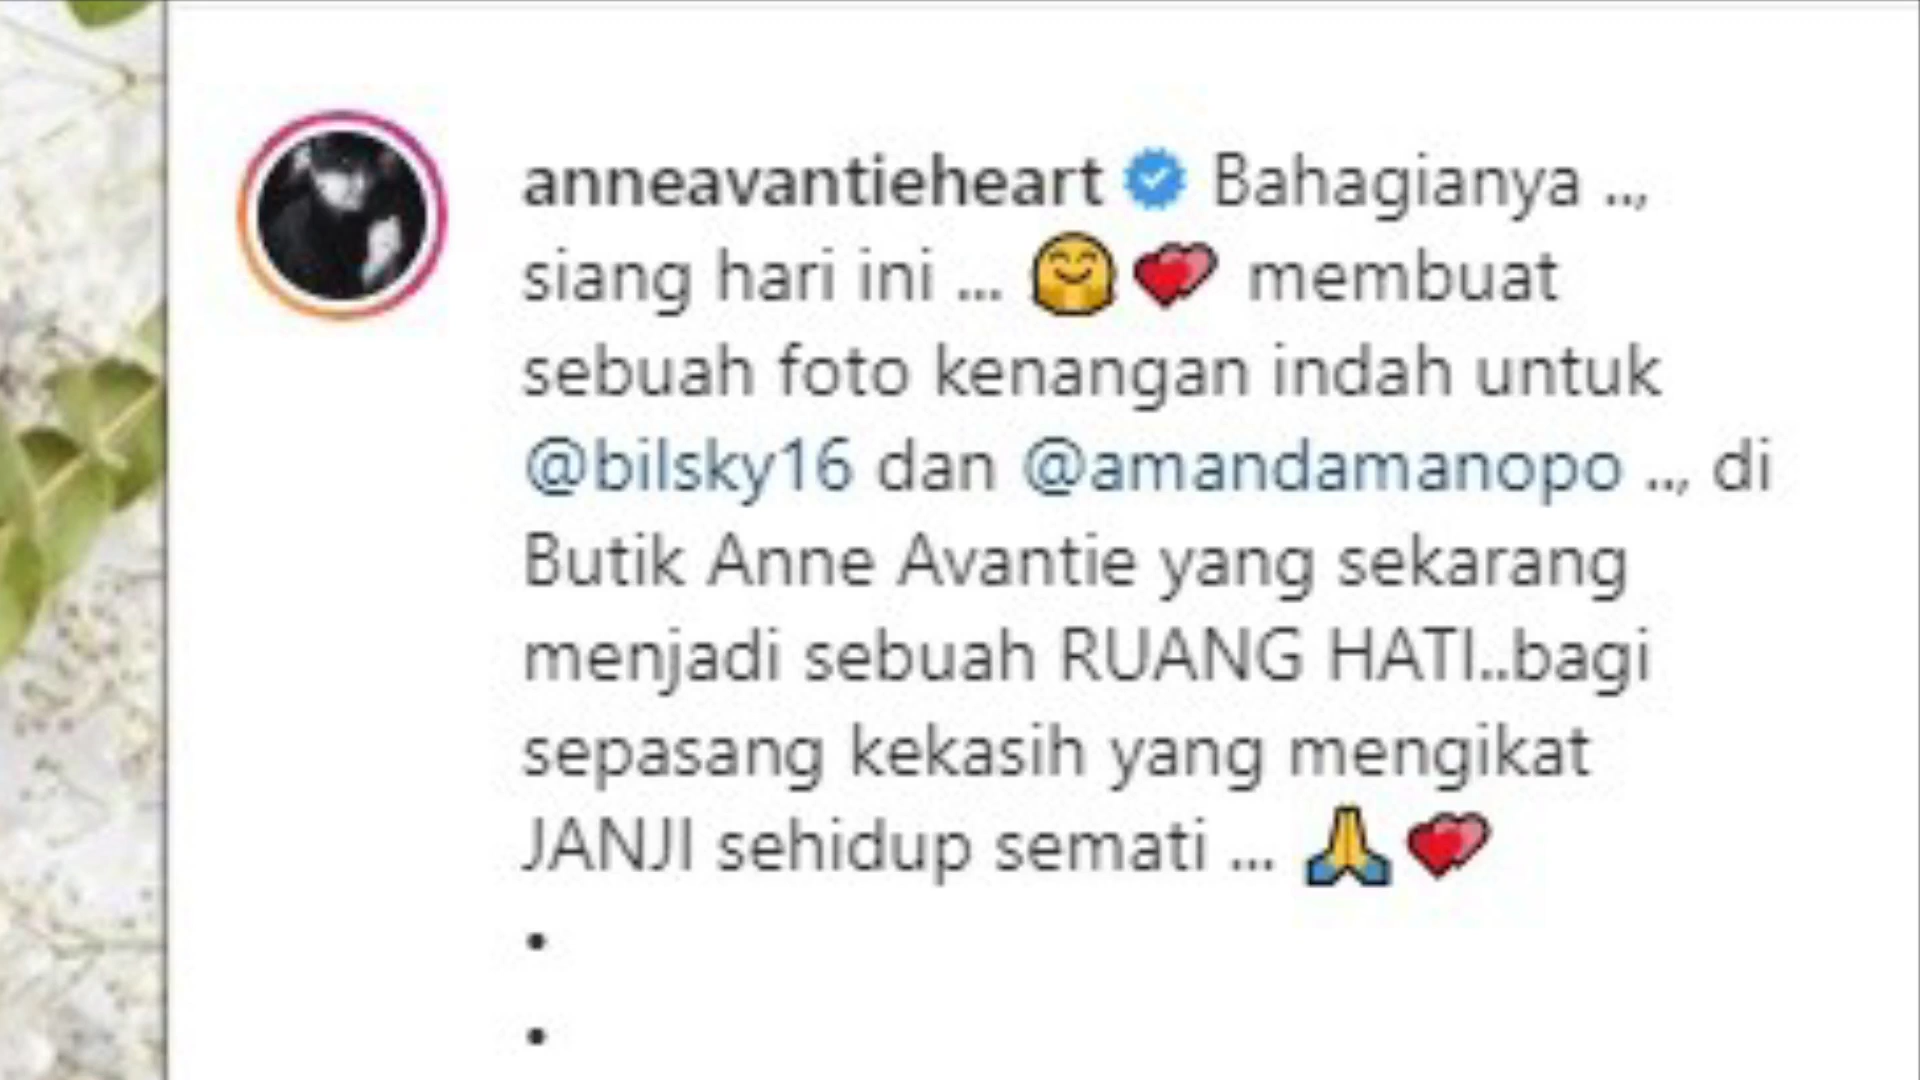 anneavantieheart Bahagianya ..,
siang hari ini ... 🤗💕 membuat
sebuah foto kenangan indah untuk
@bilsky16 dan @amandamanopo .., di
Butik Anne Avantie yang sekarang
menjadi sebuah RUANG HATI..bagi
sepasang kekasih yang mengikat
JANJI sehidup semati ... 🙏💕
•
•